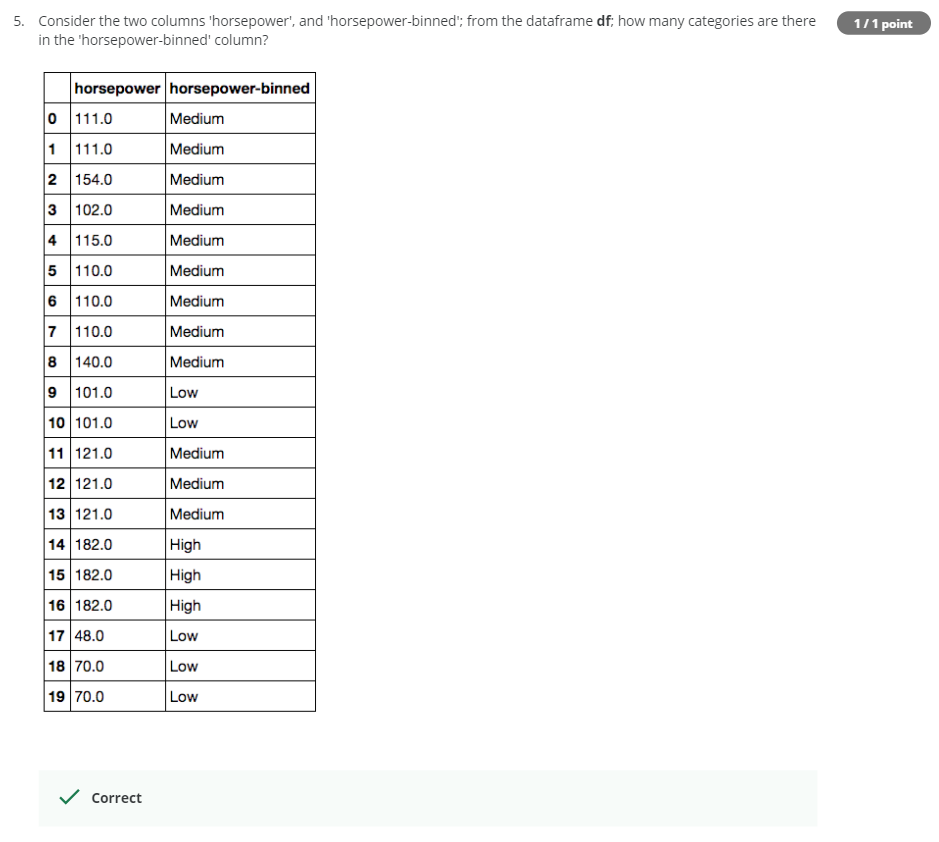 5. Consider the two columns 'horsepower', and 'horsepower-binned'; from the dataframe df; how many categories are there
in the 'horsepower-binned' column?
1 / 1 point
horsepower horsepower-binned
0 111.0 Medium
1 111.0 Medium
2 154.0 Medium
3 102.0 Medium
4 115.0 Medium
5 110.0 Medium
6 110.0 Medium
7 110.0 Medium
8 140.0 Medium
9 101.0 Low
10 101.0 Low
11 121.0 Medium
12 121.0 Medium
13 121.0 Medium
14 182.0 High
15 182.0 High
16 182.0 High
17 48.0 Low
18 70.0 Low
19 70.0 Low
Correct